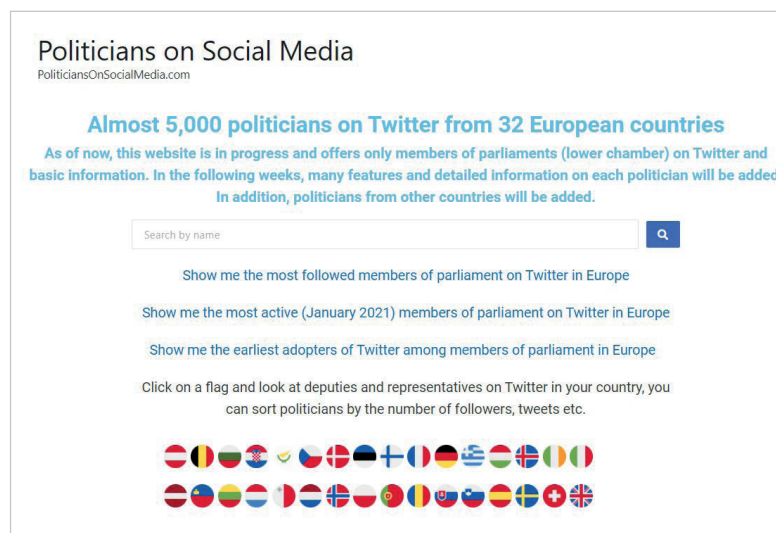 Politicians on Social Media
PoliticiansOnSocialMedia.com
Almost 5,000 politicians on Twitter from 32 European countries
As of now, this website is in progress and offers only members of parliaments (lower chamber) on Twitter and
basic information. In the following weeks, many features and detailed information on each politician will be added
In addition, politicians from other countries will be added.
Search by name
Show me the most followed members of parliament on Twitter in Europe
Show me the most active (January 2021) members of parliament on Twitter in Europe
Show me the earliest adopters of Twitter among members of parliament in Europe
Click on a flag and look at deputies and representatives on Twitter in your country, you
can sort politicians by the number of followers, tweets etc.